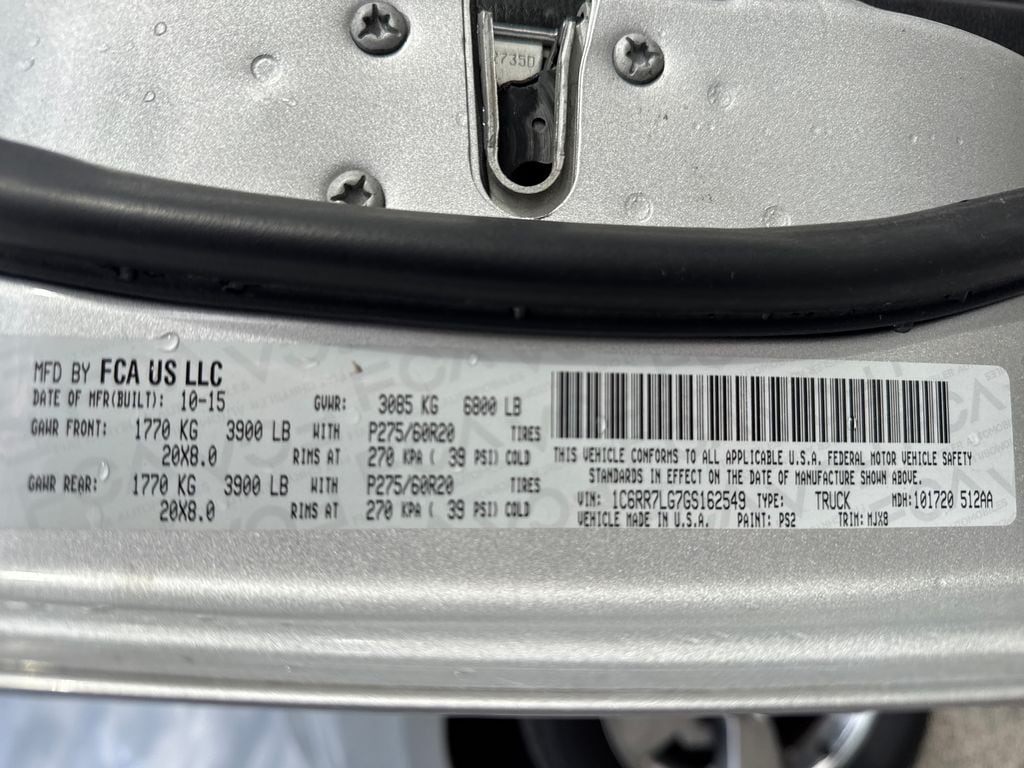 735D
MFD BY FCA US LLC
DATE OF MFR(BUILT): 10-15 GVWR: 3085 KG 6800 LB
GAWR FRONT: 1770 KG 3900 LB WITH P275/60R20 TIRES
20X8.0 RIMS AT 270 KPA ( 39 PSI) COLD
GAWR REAR: 1770 KG 3900 LB WITH P275/60R20 TIRES
20X8.0 RIMS AT 270 KPA ( 39 PSI) COLD
THIS VEHICLE CONFORMS TO ALL APPLICABLE U.S.A. FEDERAL MOTOR VEHICLE SAFETY
STANDARDS IN EFFECT ON THE DATE OF MANUFACTURE SHOWN ABOVE.
VIN: 1C6RR7LG7GS162549 TYPE: TRUCK MDH:101720 512AA
VEHICLE MADE IN U.S.A. PAINT: PS2 TRIM: MJX8